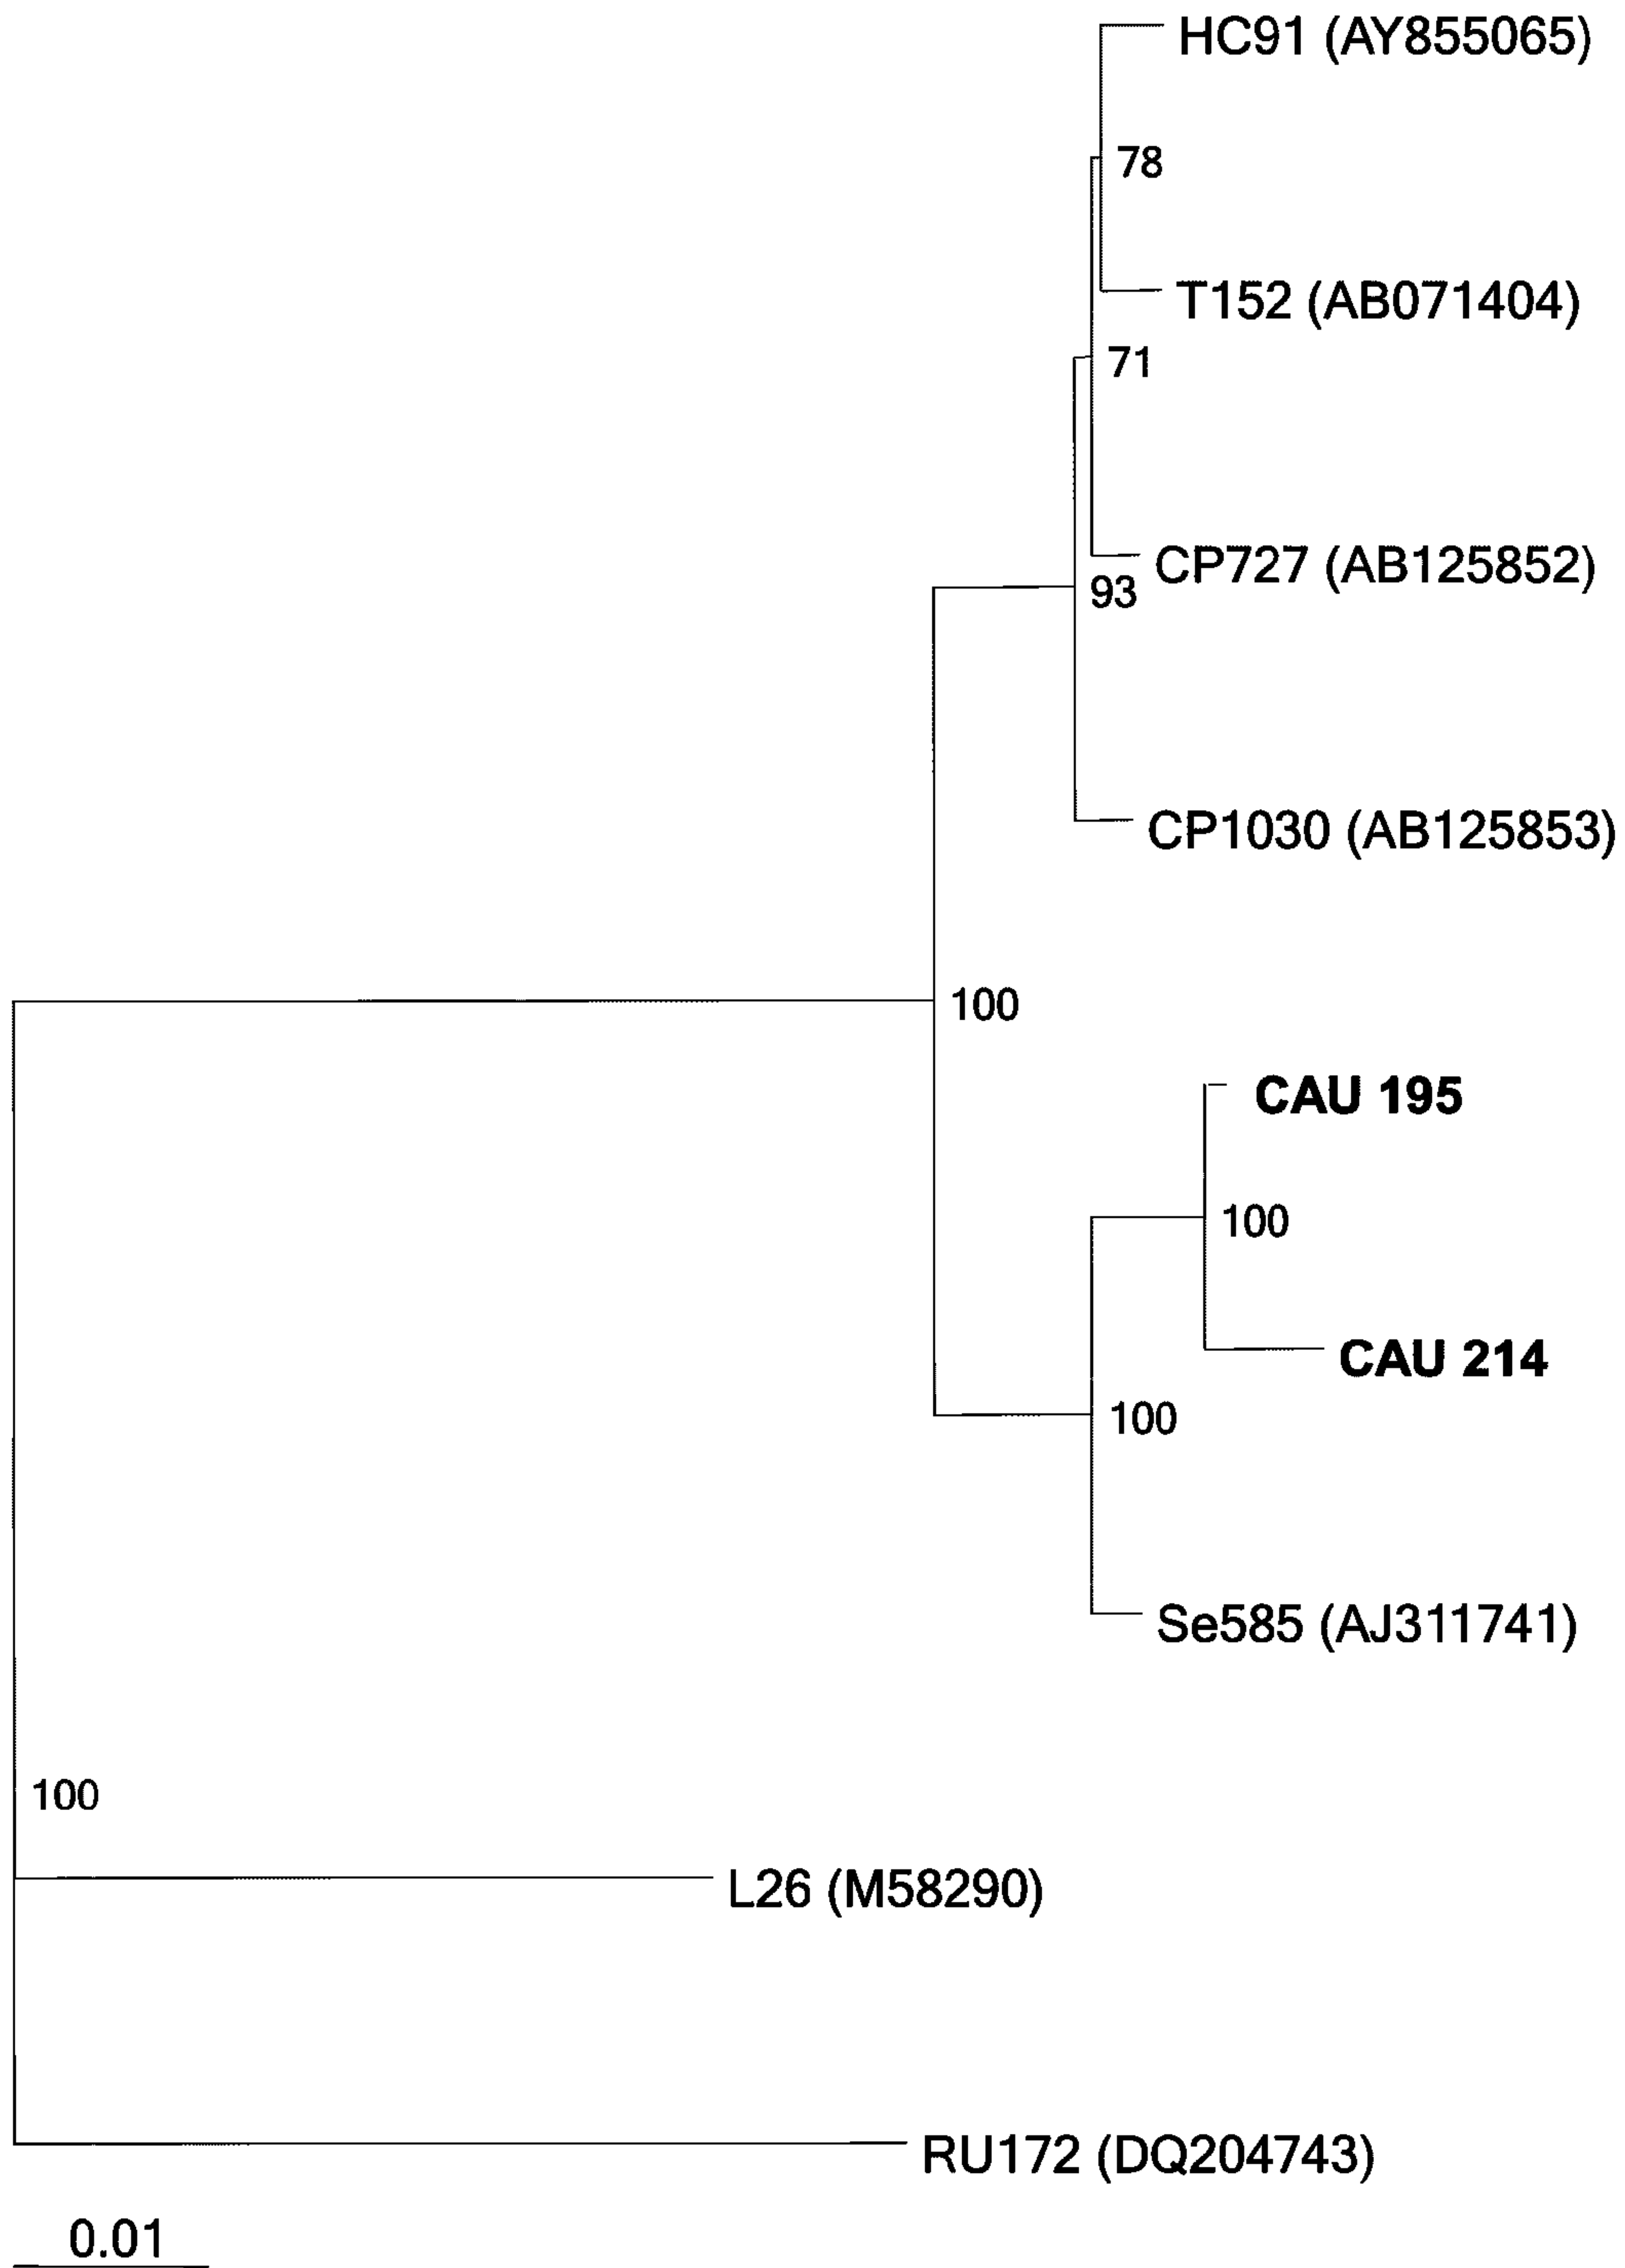 HC91 (AY855065)
78
T152 (AB071404)
71
CP727 (AB125852)
93
CP1030 (AB125853)
100
CAU 195
100
CAU 214
100
Se585 (AJ311741)
100
L26 (M58290)
RU172 (DQ204743)
0.01